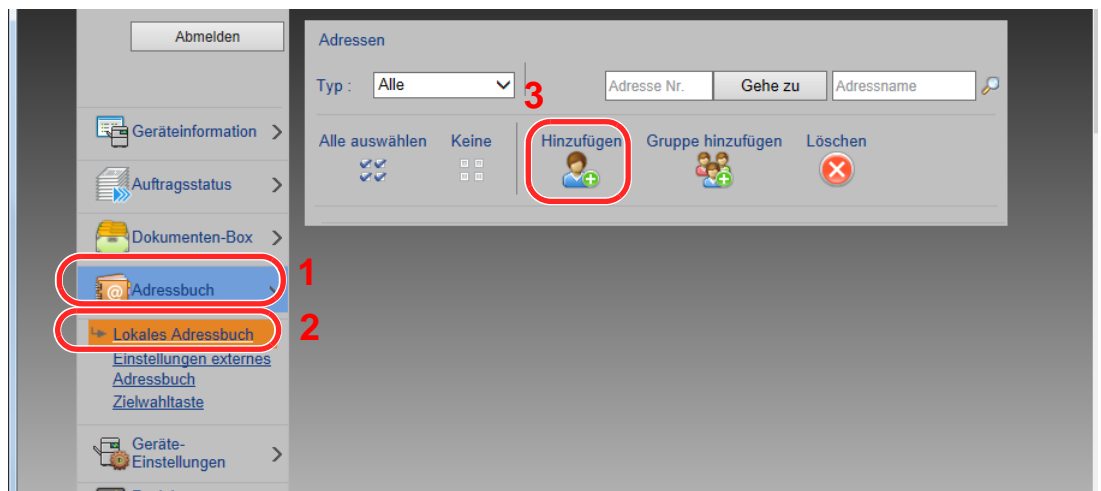 Abmelden
Geräteinformation
Auftragsstatus
Dokumenten-Box
Adressbuch 1
Lokales Adressbuch 2
Einstellungen externes
Adressbuch
Zielwahltaste
Geräte-
Einstellungen
Adressen
Typ : Alle 3 Adresse Nr. Gehe zu Adressname
Alle auswählen Keine Hinzufügen Gruppe hinzufügen Löschen